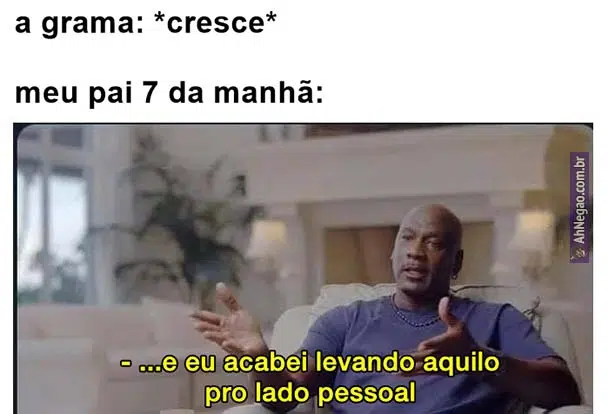 a grama: *cresce*
meu pai 7 da manhã:
AhNegao.com.br
- ...e eu acabei levando aquilo
pro lado pessoal